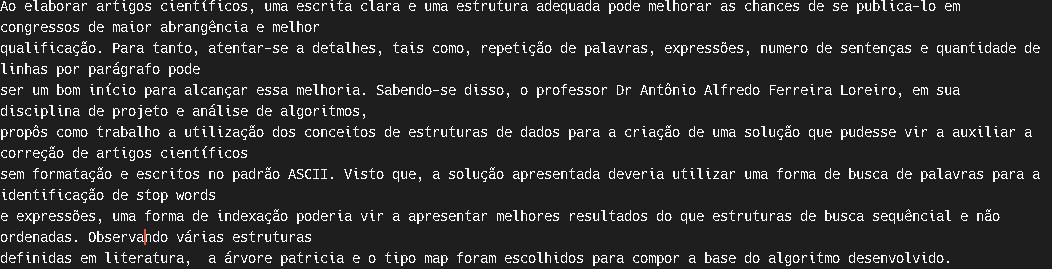 Ao elaborar artigos científicos, uma escrita clara e uma estrutura adequada pode melhorar as chances de se publica-lo em
congressos de maior abrangência e melhor
qualificação. Para tanto, atentar-se a detalhes, tais como, repetição de palavras, expressões, numero de sentenças e quantidade de
linhas por parágrafo pode
ser um bom início para alcançar essa melhoria. Sabendo-se disso, o professor Dr Antônio Alfredo Ferreira Loreiro, em sua
disciplina de projeto e análise de algoritmos,
propôs como trabalho a utilização dos conceitos de estruturas de dados para a criação de uma solução que pudesse vir a auxiliar a
correção de artigos científicos
sem formatação e escritos no padrão ASCII. Visto que, a solução apresentada deveria utilizar uma forma de busca de palavras para a
identificação de stop words
e expressões, uma forma de indexação poderia vir a apresentar melhores resultados do que estruturas de busca sequêncial e não
ordenadas. Observando várias estruturas
definidas em literatura,  a árvore patricia e o tipo map foram escolhidos para compor a base do algoritmo desenvolvido.